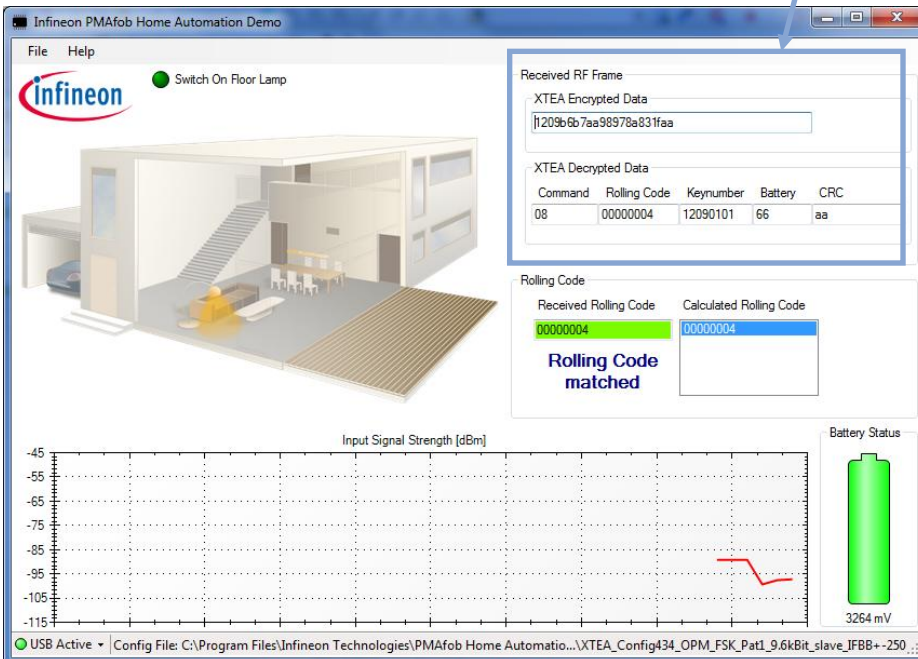 Infineon PMAfob Home Automation Demo
File Help
infineon
Switch On Floor Lamp
Received RF Frame
XTEA Encrypted Data
1209b6b7aa98978a831faa
XTEA Decrypted Data
Command Rolling Code Keynumber Battery CRC
08 00000004 12090101 66 aa
Rolling Code
Received Rolling Code Calculated Rolling Code
00000004 00000004
Rolling Code
matched
Input Signal Strength [dBm]
Battery Status
-45
-55
-65
-75
-85
-95
-105
-115
3264 mV
USB Active Config File: C:\Program Files\Infineon Technologies\PMAfob Home Automatio...\XTEA_Config434_OPM_FSK_Pat1_9.6kBit_slave_IFBB+-250